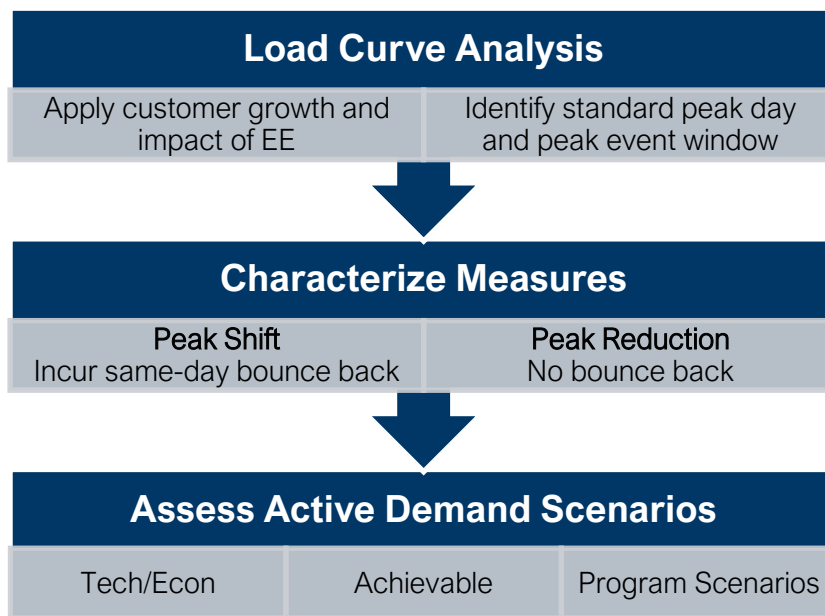 Load Curve Analysis
Apply customer growth and
impact of EE
Identify standard peak day
and peak event window
Characterize Measures
Peak Shift
Incur same-day bounce back
Peak Reduction
No bounce back
Assess Active Demand Scenarios
Tech/Econ
Achievable
Program Scenarios